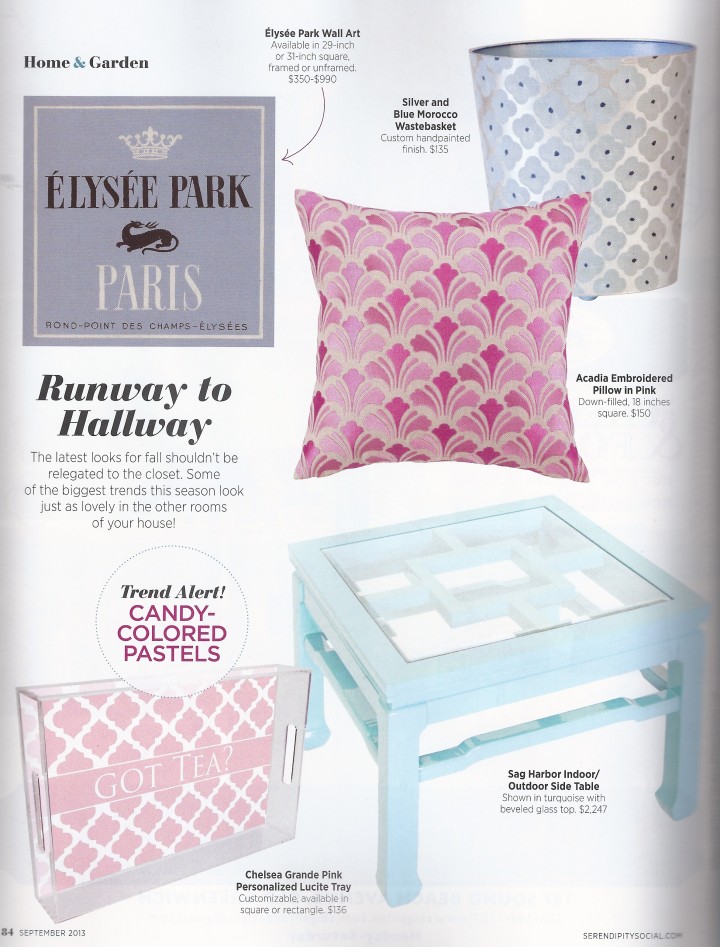 Home & Garden
Élysée Park Wall Art
Available in 29-inch
or 31-inch square,
framed or unframed.
$350-$990
Silver and
Blue Morocco
Wastebasket
Custom handpainted
finish. $135
ÉLYSÉE PARK
PARIS
ROND-POINT DES CHAMPS-ÉLYSÉES
Acadia Embroidered
Pillow in Pink
Down-filled, 18 inches
square. $150
Runway to
Hallway
The latest looks for fall shouldn't be
relegated to the closet. Some
of the biggest trends this season look
just as lovely in the other rooms
of your house!
Trend Alert!
CANDY-
COLORED
PASTELS
GOT TEA?
Sag Harbor Indoor/
Outdoor Side Table
Shown in turquoise with
beveled glass top. $2,247
Chelsea Grande Pink
Personalized Lucite Tray
Customizable, available in
square or rectangle. $136
84 SEPTEMBER 2013
SERENDIPITYSOCIAL.COM